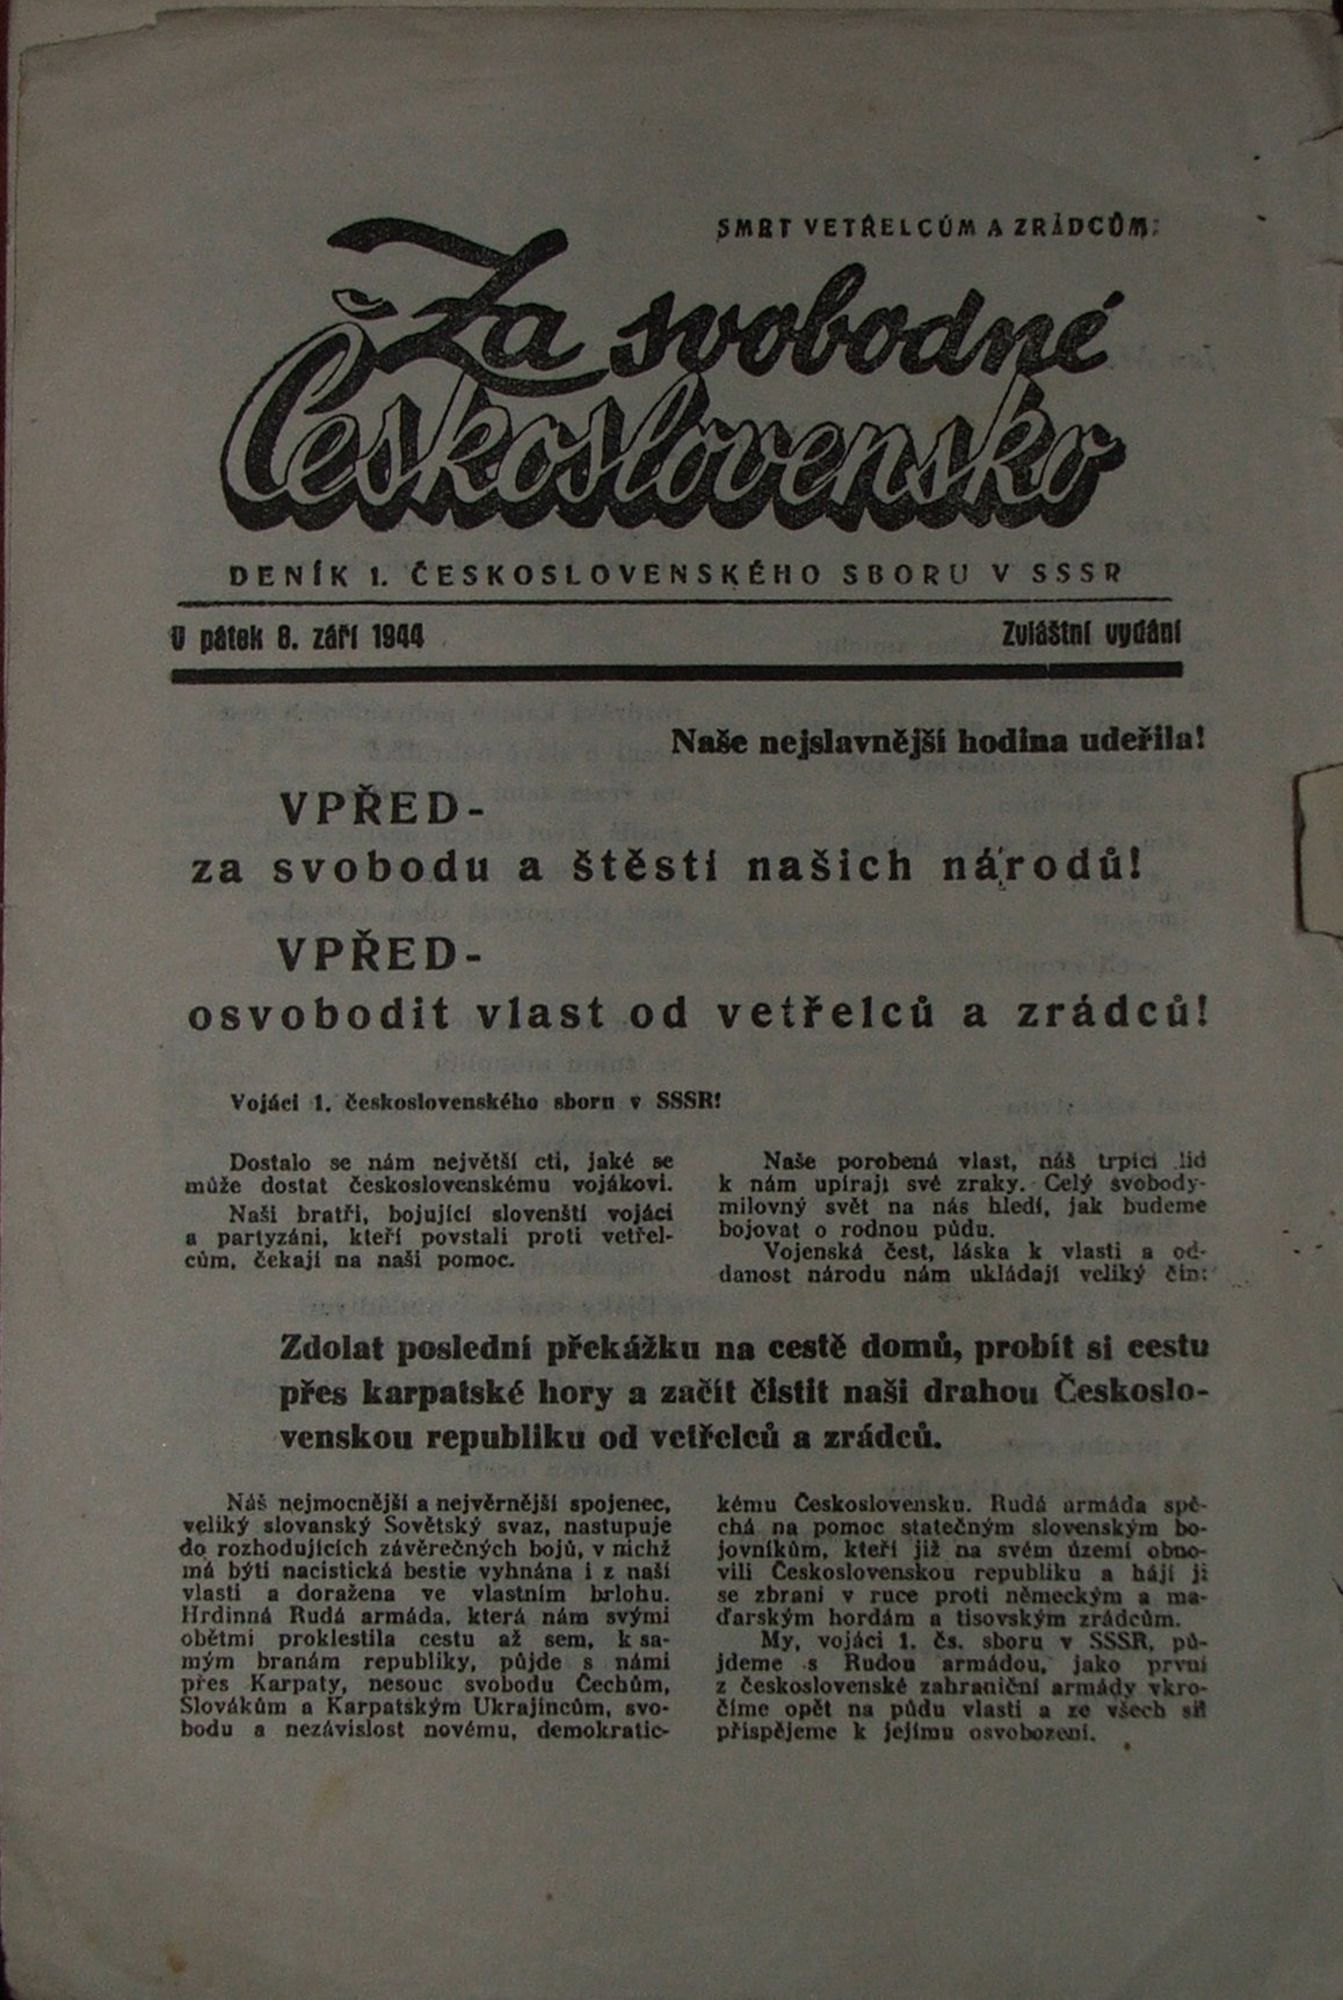 SMRT VETŘELCŮM A ZRÁDCŮM!
Za svobodné
Československo
DENÍK 1. ČESKOSLOVENSKÉHO SBORU V SSSR
V pátek 8. září 1944
Zvláštní vydání
Naše nejslavnější hodina udeřila!
VPŘED-
za svobodu a štěstí našich národů!
VPŘED-
osvobodit vlast od vetřelců a zrádců!
Vojáci 1. československého sboru v SSSR!
Dostalo se nám největší cti, jaké se
může dostat československému vojákovi.
Naši bratři, bojující slovenští vojáci
a partyzáni, kteří povstali proti vetřel-
cům, čekají na naši pomoc.
Naše porobená vlast, náš trpící lid
k nám upírají své zraky. Celý svobody-
milovný svět na nás hledí, jak budeme
bojovat o rodnou půdu.
Vojenská čest, láska k vlasti a od-
danost národu nám ukládají veliký čin:
Zdolat poslední překážku na cestě domů, probít si cestu
přes karpatské hory a začít čistit naši drahou Českoslo-
venskou republiku od vetřelců a zrádců.
Náš nejmocnější a nejvěrnější spojenec,
veliký slovanský Sovětský svaz, nastupuje
do rozhodujících závěrečných bojů, v nichž
má býti nacistická bestie vyhnána i z naší
vlasti a doražena ve vlastním brlohu.
Hrdinná Rudá armáda, která nám svými
obětmi proklestila cestu až sem, k sa-
mým branám republiky, půjde s námi
přes Karpaty, nesouc svobodu Čechům,
Slovákům a Karpatským Ukrajincům, svo-
bodu a nezávislost novému, demokratic-
kému Československu. Rudá armáda spě-
chá na pomoc statečným slovenským bo-
jovníkům, kteří již na svém území obno-
vili Československou republiku a hájí ji
se zbraní v ruce proti německým a ma-
ďarským hordám a tisovským zrádcům.
My, vojáci 1. čs. sboru v SSSR, pů-
jdeme s Rudou armádou, jako první
z československé zahraniční armády vkro-
číme opět na půdu vlasti a ze všech sil
přispějeme k jejímu osvobození.